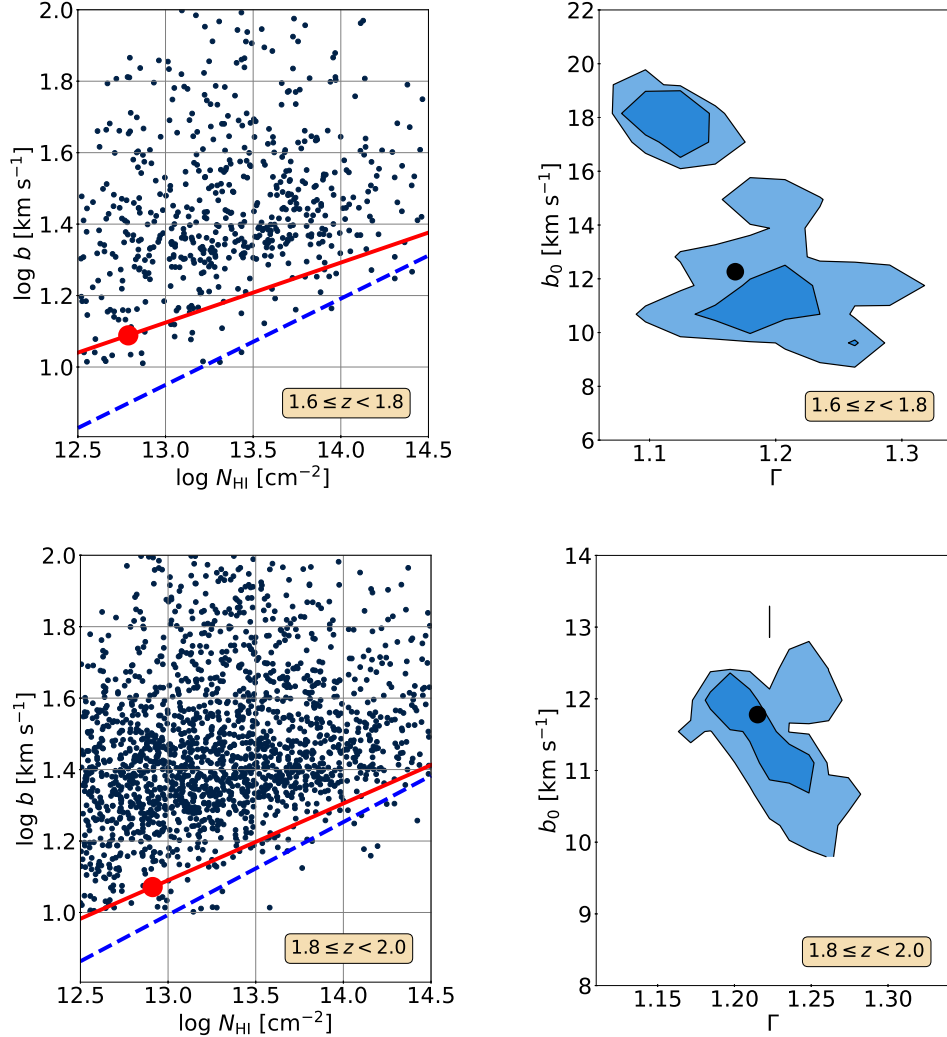 2.0
1.8
1.6
1.4
1.2
1.0
log b [km s⁻¹]
12.5 13.0 13.5 14.0 14.5
log N_HI [cm⁻²]
1.6 ≤ z < 1.8
22
20
18
16
14
12
10
8
6
b₀ [km s⁻¹]
1.1 1.2 1.3
Γ
1.6 ≤ z < 1.8
2.0
1.8
1.6
1.4
1.2
1.0
log b [km s⁻¹]
12.5 13.0 13.5 14.0 14.5
log N_HI [cm⁻²]
1.8 ≤ z < 2.0
14
13
12
11
10
9
8
b₀ [km s⁻¹]
1.15 1.20 1.25 1.30
Γ
1.8 ≤ z < 2.0